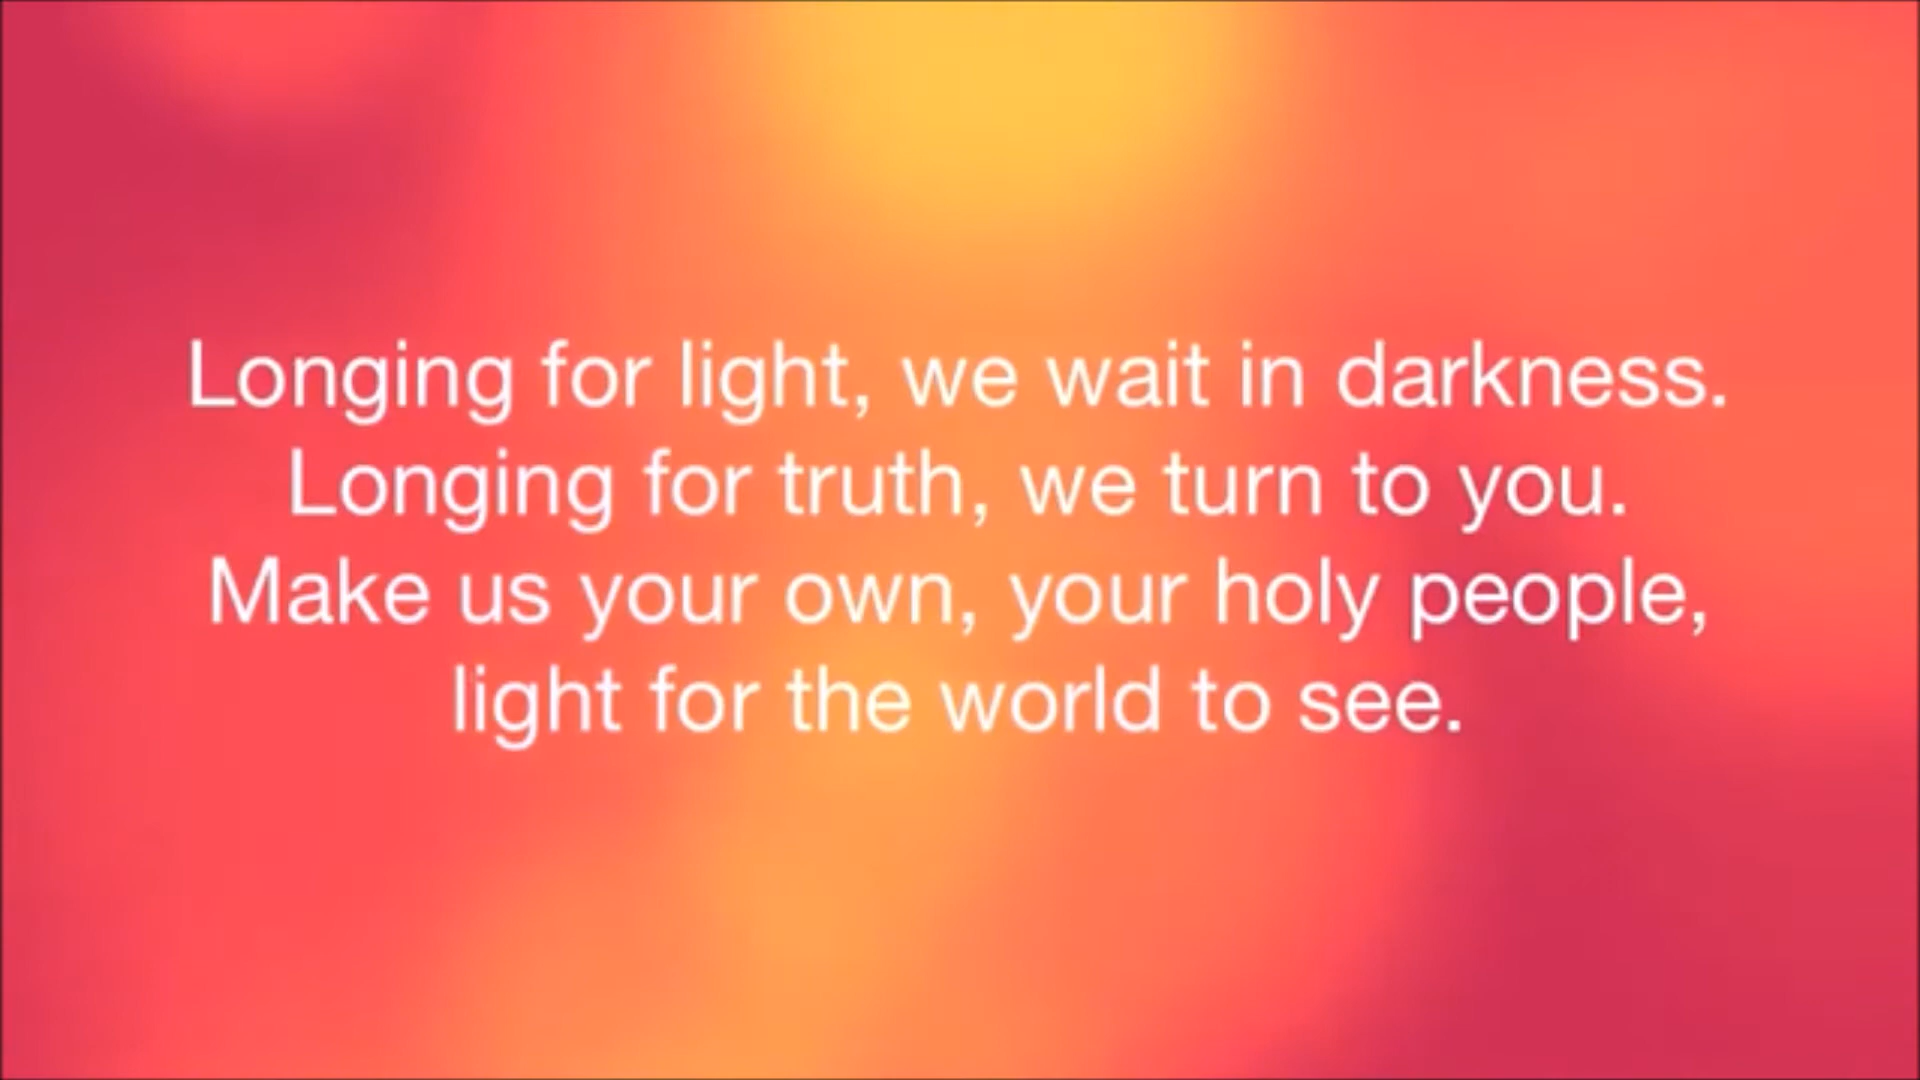 Longing for light, we wait in darkness.
Longing for truth, we turn to you.
Make us your own, your holy people,
light for the world to see.